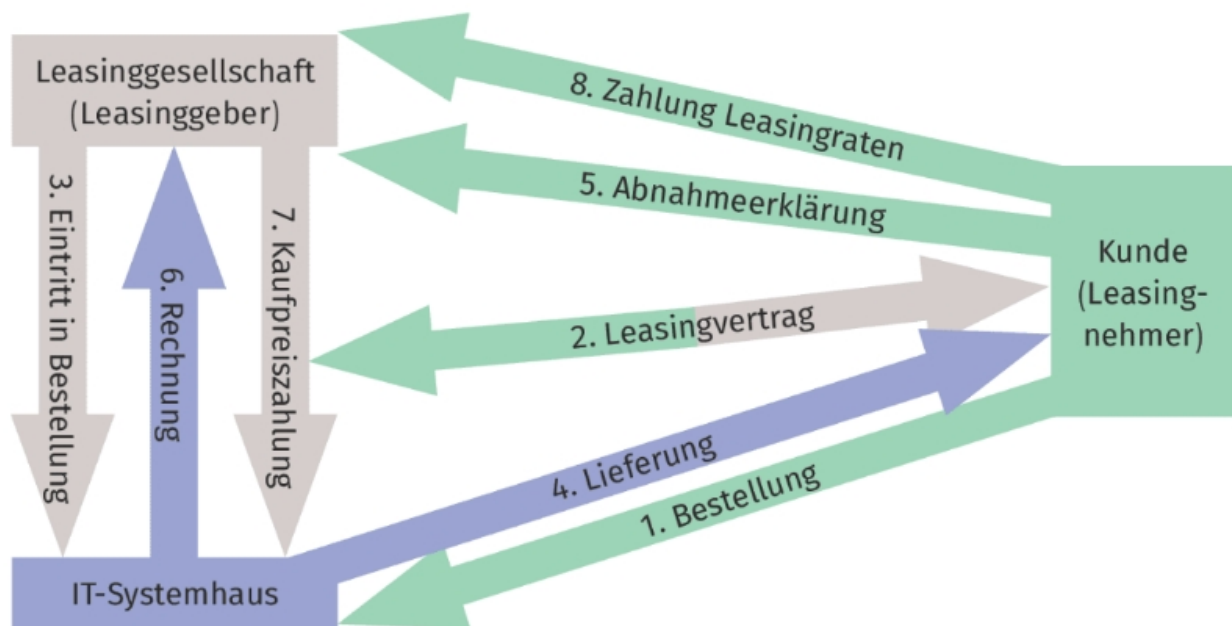 Leasinggesellschaft
(Leasinggeber)
8. Zahlung Leasingraten
5. Abnahmeerklärung
Kunde
(Leasing-
nehmer)
3. Eintritt in Bestellung
6. Rechnung
7. Kaufpreiszahlung
2. Leasingvertrag
4. Lieferung
1. Bestellung
IT-Systemhaus